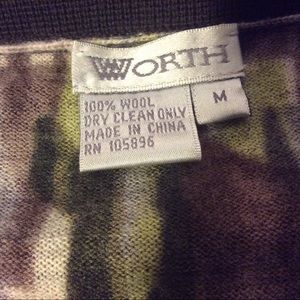 WORTH
M
100% WOOL
DRY CLEAN ONLY
MADE IN CHINA
RN 105896